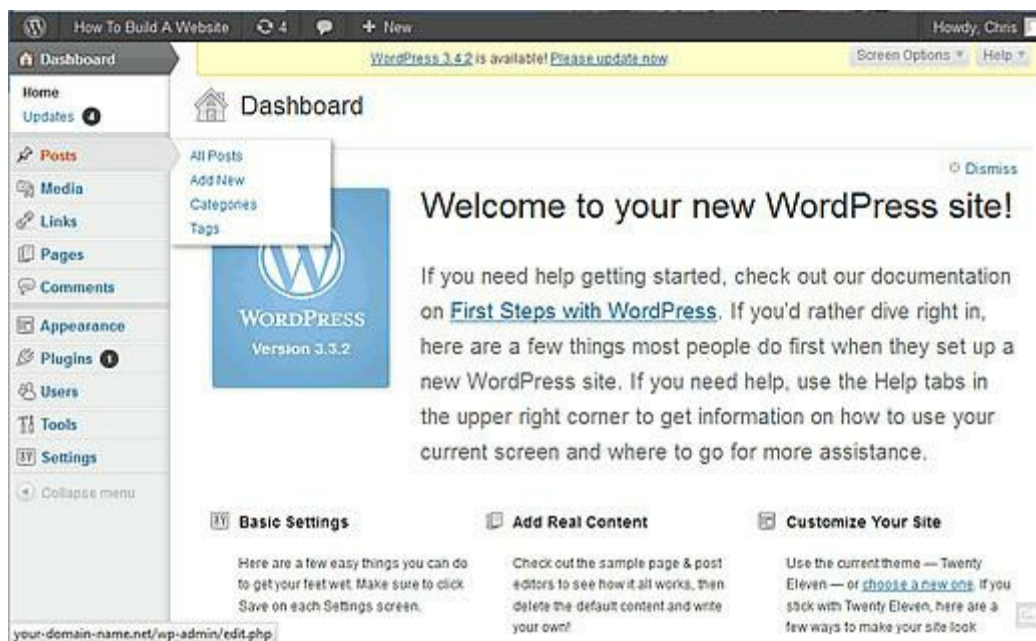 How To Build A Website 4 + New Howdy, Chris
Dashboard
WordPress 3.4.2 is available! Please update now.
Screen Options Help
Home
Updates 4
Dashboard
Posts
All Posts
Add New
Categories
Tags
Media
Links
Pages
Comments
Appearance
Plugins 1
Users
Tools
Settings
Collapse menu
Dismiss
WORDPRESS
Version 3.3.2
Welcome to your new WordPress site!
If you need help getting started, check out our documentation
on First Steps with WordPress. If you'd rather dive right in,
here are a few things most people do first when they set up a
new WordPress site. If you need help, use the Help tabs in
the upper right corner to get information on how to use your
current screen and where to go for more assistance.
Basic Settings
Here are a few easy things you can do
to get your feet wet. Make sure to click
Save on each Settings screen.
Add Real Content
Check out the sample page & post
editors to see how it all works, then
delete the default content and write
your own!
Customize Your Site
Use the current theme — Twenty
Eleven — or choose a new one. If you
stick with Twenty Eleven, here are a
few ways to make your site look
your-domain-name.net/wp-admin/edit.php